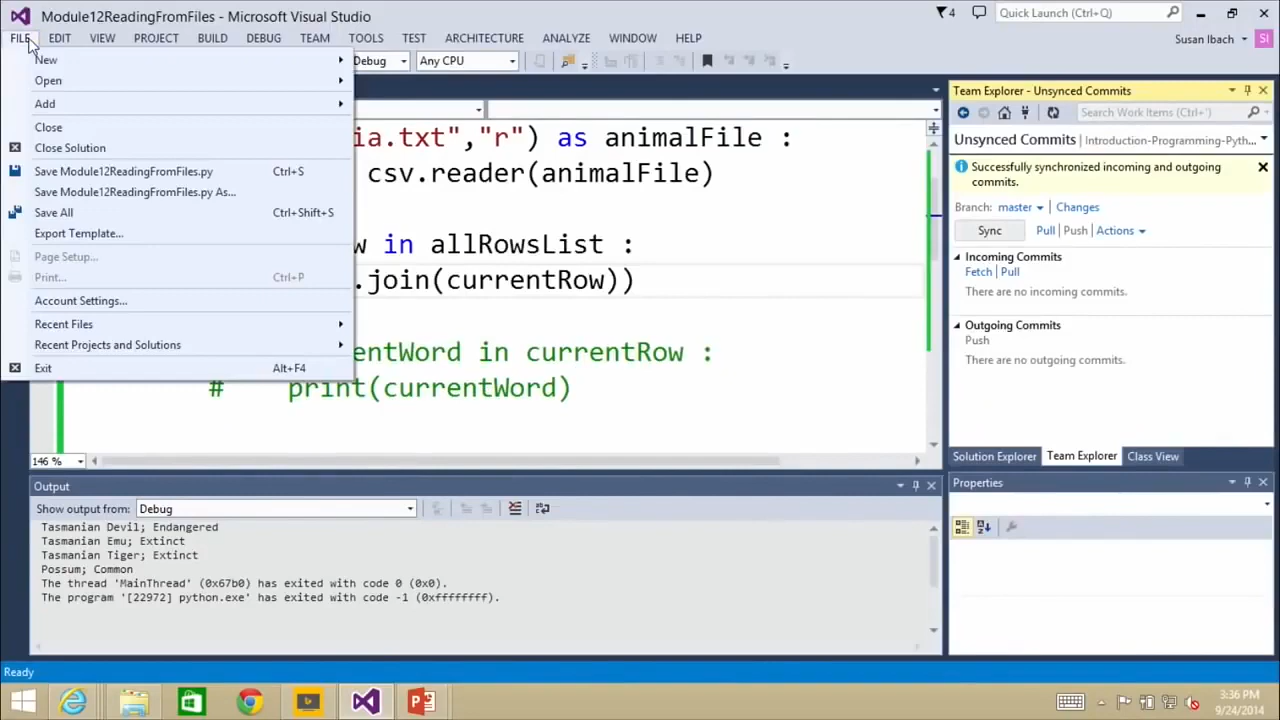 Module12ReadingFromFiles - Microsoft Visual Studio
4
Quick Launch (Ctrl+Q)
FILE EDIT VIEW PROJECT BUILD DEBUG TEAM TOOLS TEST ARCHITECTURE ANALYZE WINDOW HELP
Susan Ibach
SI
Debug
Any CPU
New
Open
Add
Close
Close Solution
Save Module12ReadingFromFiles.py Ctrl+S
Save Module12ReadingFromFiles.py As...
Save All Ctrl+Shift+S
Export Template...
Page Setup...
Print... Ctrl+P
Account Settings...
Recent Files
Recent Projects and Solutions
Exit Alt+F4
ia.txt","r") as animalFile :
csv.reader(animalFile)
w in allRowsList :
.join(currentRow))
entWord in currentRow :
# print(currentWord)
146 %
Output
Show output from: Debug
Tasmanian Devil; Endangered
Tasmanian Emu; Extinct
Tasmanian Tiger; Extinct
Possum; Common
The thread 'MainThread' (0x67b0) has exited with code 0 (0x0).
The program '[22972] python.exe' has exited with code -1 (0xffffffff).
Team Explorer - Unsynced Commits
Search Work Items (Ctrl+')
Unsynced Commits Introduction-Programming-Pyth...
Successfully synchronized incoming and outgoing
commits.
Branch: master Changes
Sync Pull Push Actions
Incoming Commits
Fetch Pull
There are no incoming commits.
Outgoing Commits
Push
There are no outgoing commits.
Solution Explorer Team Explorer Class View
Properties
Ready
3:36 PM
9/24/2014